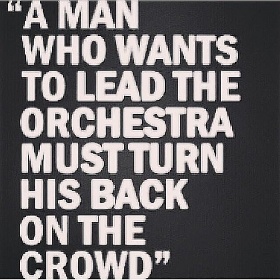 “A MAN
WHO WANTS
TO LEAD THE
ORCHESTRA
MUST TURN
HIS BACK
ON THE
CROWD”